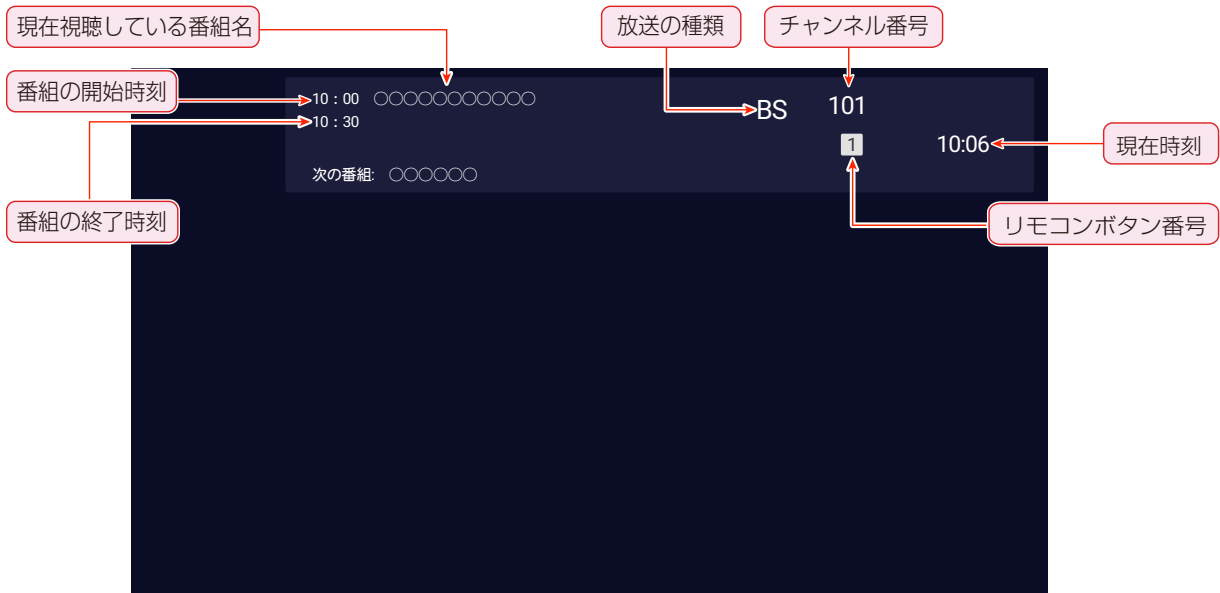 現在視聴している番組名
放送の種類
チャンネル番号
番組の開始時刻
10：00 ○○○○○○○○○○○
BS
101
10：30
1
10:06
現在時刻
次の番組: ○○○○○○
番組の終了時刻
リモコンボタン番号